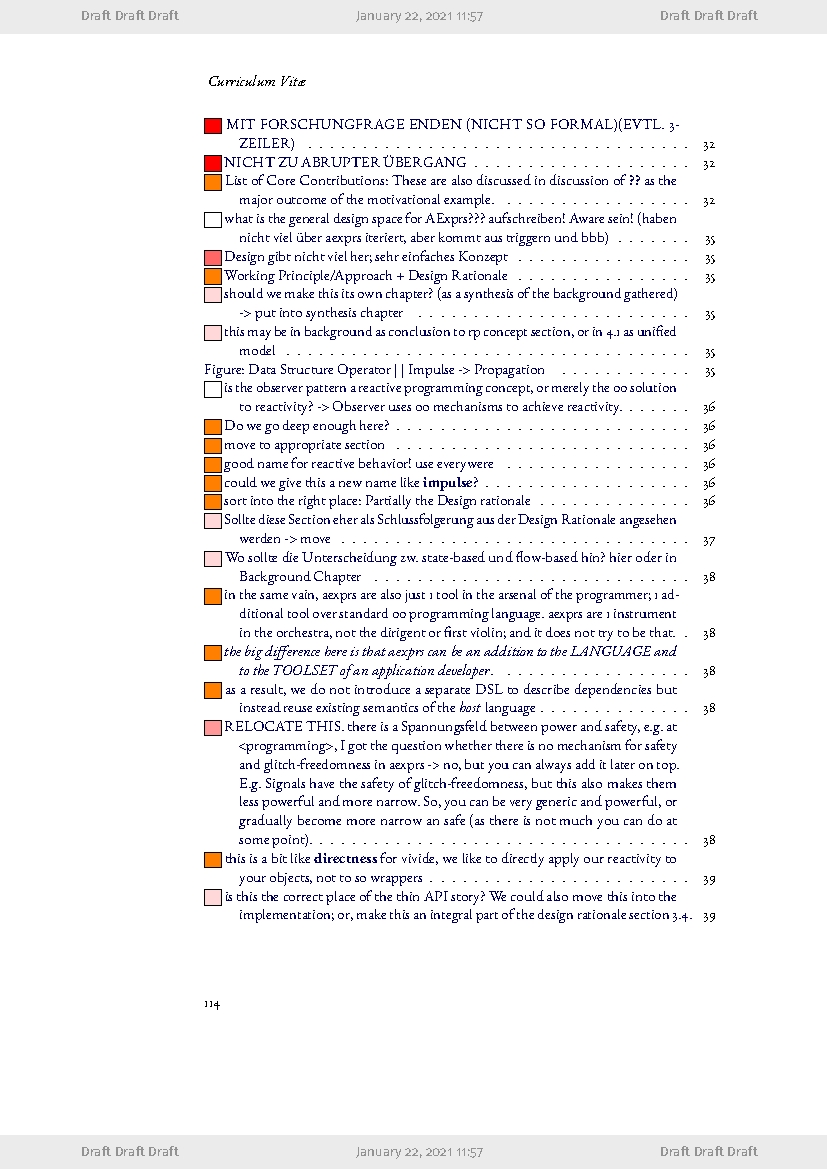 Draft Draft Draft January 22, 2021 11:57 Draft Draft Draft
Curriculum Vitæ
MIT FORSCHUNGFRAGE ENDEN (NICHT SO FORMAL)(EVTL. 3-
ZEILER) . . . . . . . . . . . . . . . . . . . . . . . . . . . . . . . . . . . 32
NICHT ZU ABRUPTER ÜBERGANG . . . . . . . . . . . . . . . . . . . . 32
List of Core Contributions: These are also discussed in discussion of ?? as the
major outcome of the motivational example. . . . . . . . . . . . . . . . . . 32
what is the general design space for AExprs??? aufschreiben! Aware sein! (haben
nicht viel über aexprs iteriert, aber kommt aus triggern und bbb) . . . . . . . 35
Design gibt nicht viel her; sehr einfaches Konzept . . . . . . . . . . . . . . . . 35
Working Principle/Approach + Design Rationale . . . . . . . . . . . . . . . . 35
should we make this its own chapter? (as a synthesis of the background gathered)
-> put into synthesis chapter . . . . . . . . . . . . . . . . . . . . . . . . . 35
this may be in background as conclusion to rp concept section, or in 4.1 as unified
model . . . . . . . . . . . . . . . . . . . . . . . . . . . . . . . . . . . . . 35
Figure: Data Structure Operator || Impulse -> Propagation . . . . . . . . . . . . 35
is the observer pattern a reactive programming concept, or merely the oo solution
to reactivity? -> Observer uses oo mechanisms to achieve reactivity. . . . . . . 36
Do we go deep enough here? . . . . . . . . . . . . . . . . . . . . . . . . . . . 36
move to appropriate section . . . . . . . . . . . . . . . . . . . . . . . . . . . 36
good name for reactive behavior! use everywere . . . . . . . . . . . . . . . . . 36
could we give this a new name like impulse? . . . . . . . . . . . . . . . . . . . 36
sort into the right place: Partially the Design rationale . . . . . . . . . . . . . . 36
Sollte diese Section eher als Schlussfolgerung aus der Design Rationale angesehen
werden -> move . . . . . . . . . . . . . . . . . . . . . . . . . . . . . . . . 37
Wo sollte die Unterscheidung zw. state-based und flow-based hin? hier oder in
Background Chapter . . . . . . . . . . . . . . . . . . . . . . . . . . . . . 38
in the same vain, aexprs are also just 1 tool in the arsenal of the programmer; 1 ad-
ditional tool over standard oo programming language. aexprs are 1 instrument
in the orchestra, not the dirigent or first violin; and it does not try to be that. . 38
the big difference here is that aexprs can be an addition to the LANGUAGE and
to the TOOLSET of an application developer. . . . . . . . . . . . . . . . . . 38
as a result, we do not introduce a separate DSL to describe dependencies but
instead reuse existing semantics of the host language . . . . . . . . . . . . . . 38
RELOCATE THIS. there is a Spannungsfeld between power and safety, e.g. at
<programming>, I got the question whether there is no mechanism for safety
and glitch-freedomness in aexprs -> no, but you can always add it later on top.
E.g. Signals have the safety of glitch-freedomness, but this also makes them
less powerful and more narrow. So, you can be very generic and powerful, or
gradually become more narrow an safe (as there is not much you can do at
some point). . . . . . . . . . . . . . . . . . . . . . . . . . . . . . . . . . . 38
this is a bit like directness for vivide, we like to directly apply our reactivity to
your objects, not to so wrappers . . . . . . . . . . . . . . . . . . . . . . . . 39
is this the correct place of the thin API story? We could also move this into the
implementation; or, make this an integral part of the design rationale section 3.4. 39
114
Draft Draft Draft January 22, 2021 11:57 Draft Draft Draft